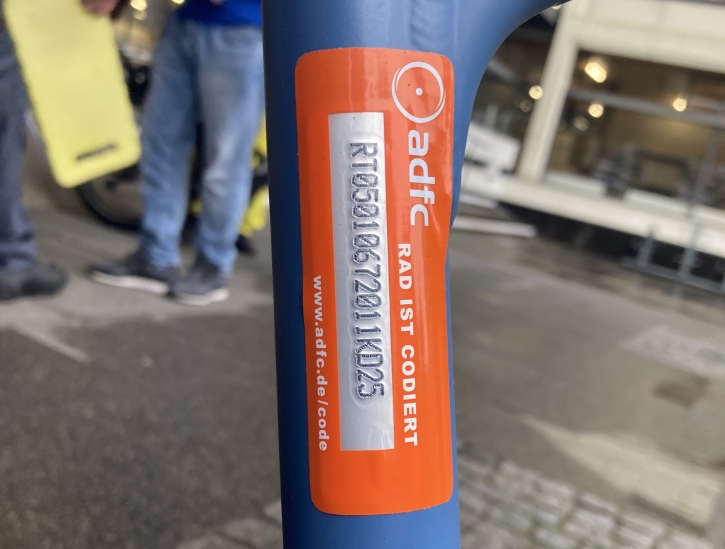 adfc
RAD IST CODIERT
RT05010672011KD25
www.adfc.de/code